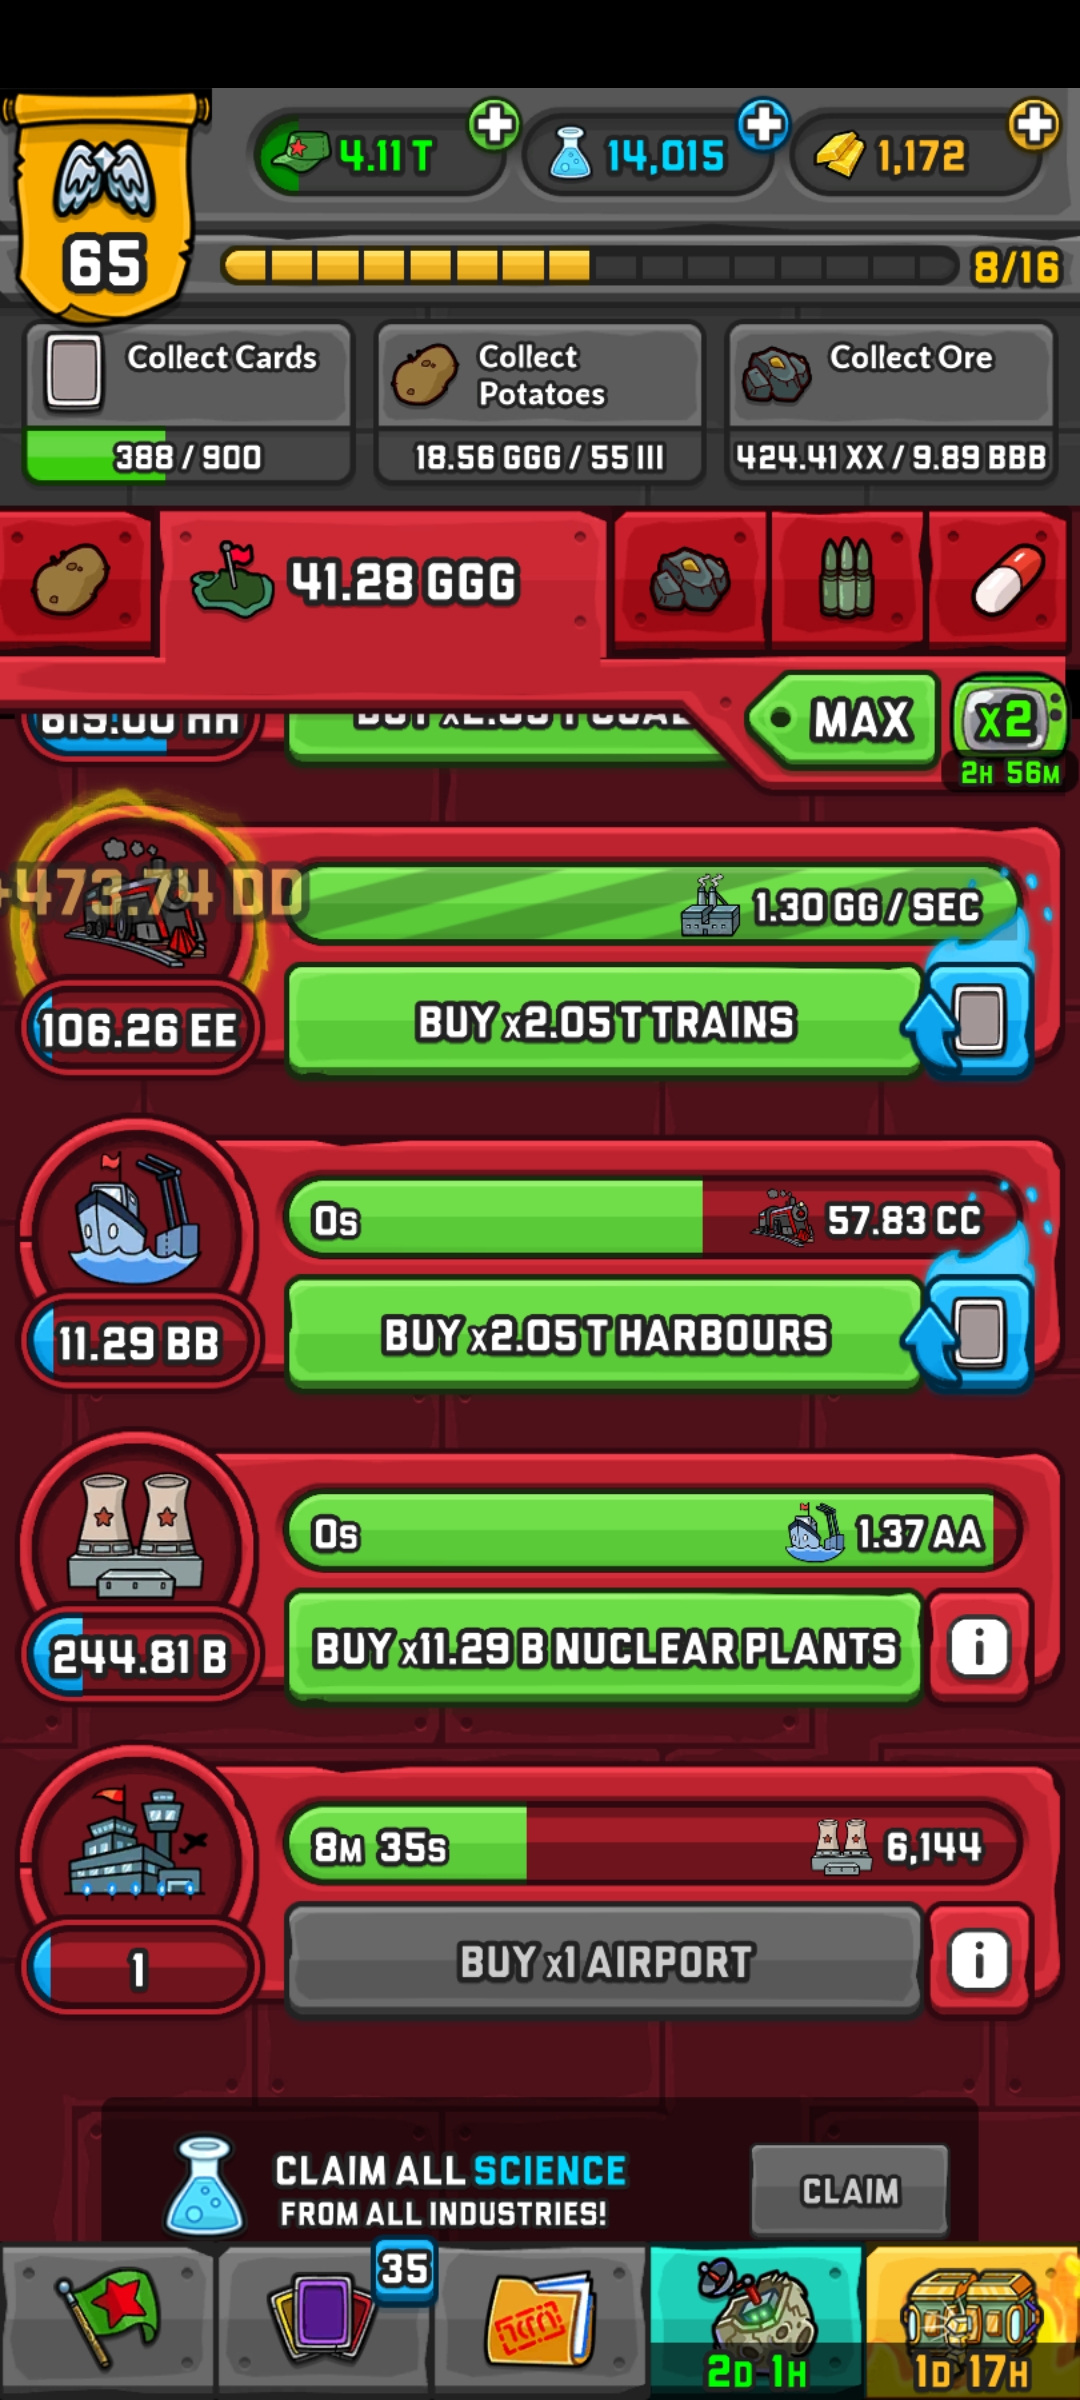 4.11 T
14,015
1,172
65
8/16
Collect Cards
388 / 900
Collect
Potatoes
18.56 GGG / 55 III
Collect Ore
424.41 XX / 9.89 BBB
41.28 GGG
MAX
x2
2H 56M
+473.74 DD
1.30 GG / SEC
106.26 EE
BUY x2.05 T TRAINS
0s
57.83 CC
11.29 BB
BUY x2.05 T HARBOURS
0s
1.37 AA
244.81 B
BUY x11.29 B NUCLEAR PLANTS
i
8M 35s
6,144
1
BUY x1 AIRPORT
i
CLAIM ALL SCIENCE
FROM ALL INDUSTRIES!
CLAIM
35
2D 1H
1D 17H